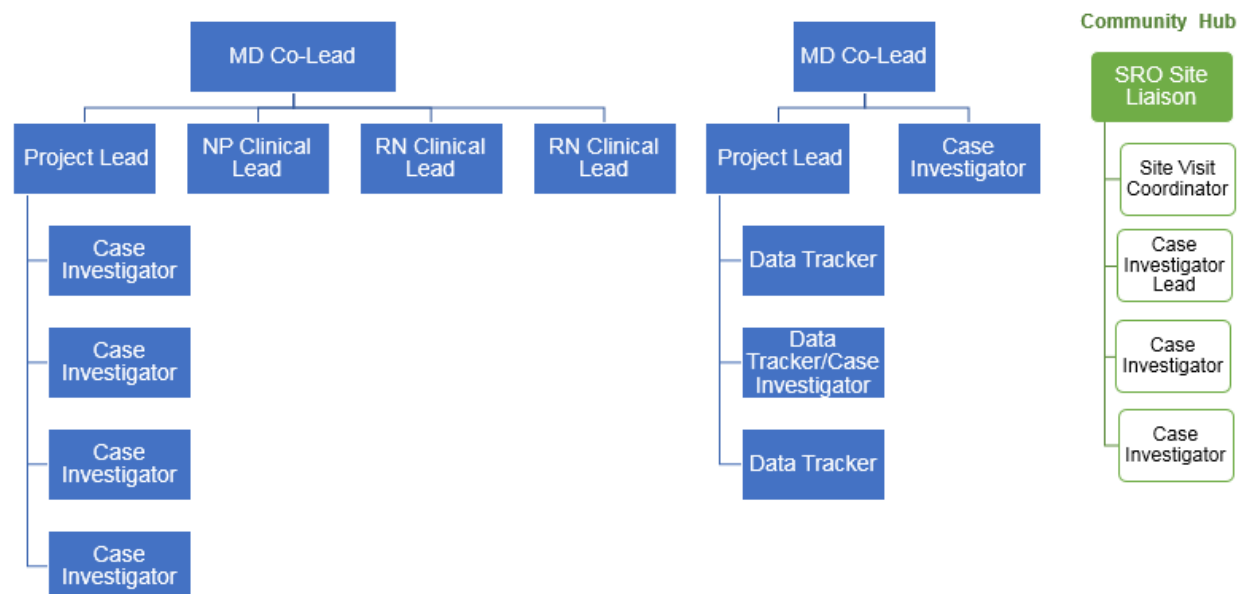 Community Hub
MD Co-Lead
Project Lead
NP Clinical
Lead
RN Clinical
Lead
RN Clinical
Lead
Case
Investigator
Case
Investigator
Case
Investigator
Case
Investigator
MD Co-Lead
Project Lead
Case
Investigator
Data Tracker
Data
Tracker/Case
Investigator
Data Tracker
SRO Site
Liaison
Site Visit
Coordinator
Case
Investigator
Lead
Case
Investigator
Case
Investigator